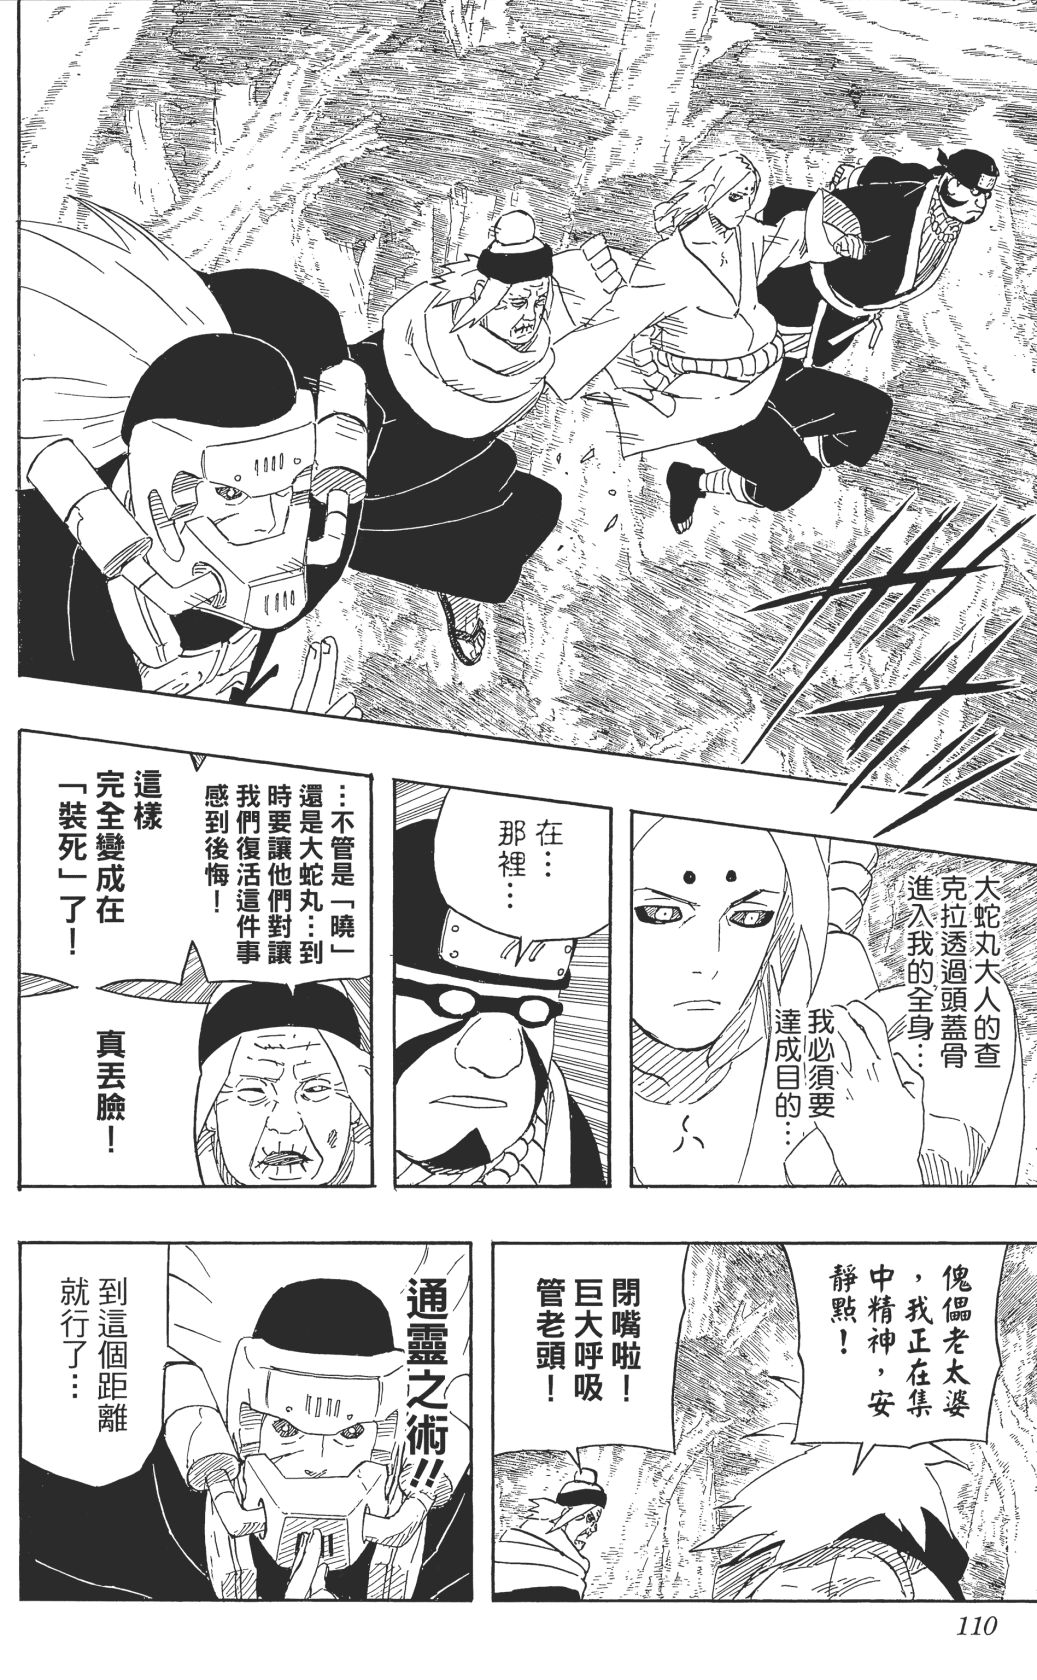 大蛇丸大人的查
克拉透過頭蓋骨
進入我的全身…
我必須要
達成目的…
在…
那裡…
…不管是「曉」
還是大蛇丸…到
時要讓他們對讓
我們復活這件事
感到後悔！
這樣
完全變成在
「裝死」了！
真丟臉！
傀儡老太婆
，我正在集
中精神，安
靜點！
閉嘴啦！
巨大呼吸
管老頭！
通靈之術!!
到這個距離
就行了…
110